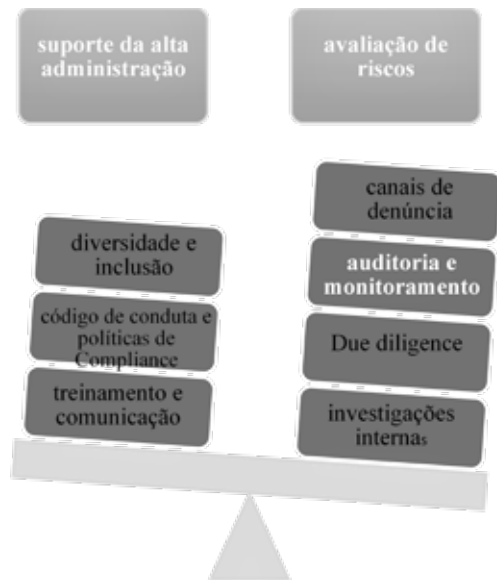 suporte da alta
administração
avaliação de
riscos
diversidade e
inclusão
código de conduta e
políticas de
Compliance
treinamento e
comunicação
canais de
denúncia
auditoria e
monitoramento
Due diligence
investigações
internas